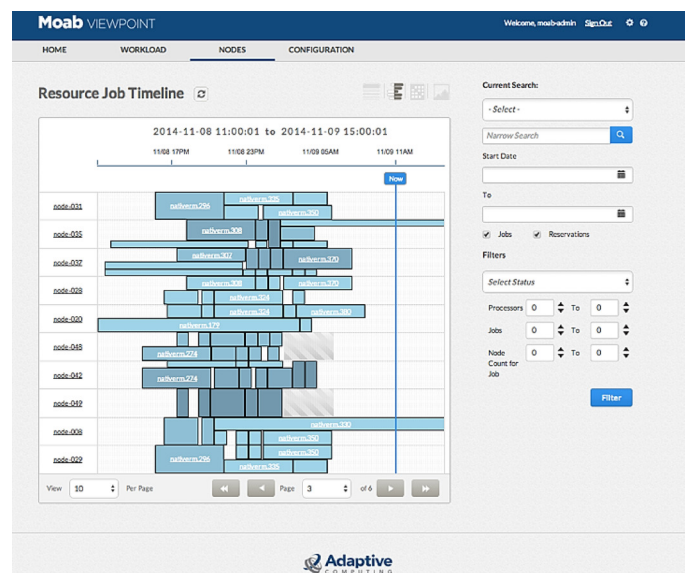 Moab VIEWPOINT
Welcome, moab-admin Sign Out
HOME WORKLOAD NODES CONFIGURATION
Resource Job Timeline
2014-11-08 11:00:01 to 2014-11-09 15:00:01
11/08 17PM 11/08 23PM 11/09 05AM 11/09 11AM
Now
node-031 nativerm.296 nativerm.335
nativerm.350
node-035 nativerm.308
node-037 nativerm.307 nativerm.370
node-028 nativerm.308 nativerm.370
nativerm.324
node-020 nativerm.324 nativerm.380
nativerm.179
node-048 nativerm.274
node-042 nativerm.274
node-049
node-008 nativerm.330
nativerm.350
node-029 nativerm.296 nativerm.350
nativerm.335
View 10 Per Page Page 3 of 6
Current Search:
- Select -
Narrow Search
Start Date
To
Jobs Reservations
Filters
Select Status
Processors 0 To 0
Jobs 0 To 0
Node Count for Job 0 To 0
Filter
Adaptive
COMPUTING